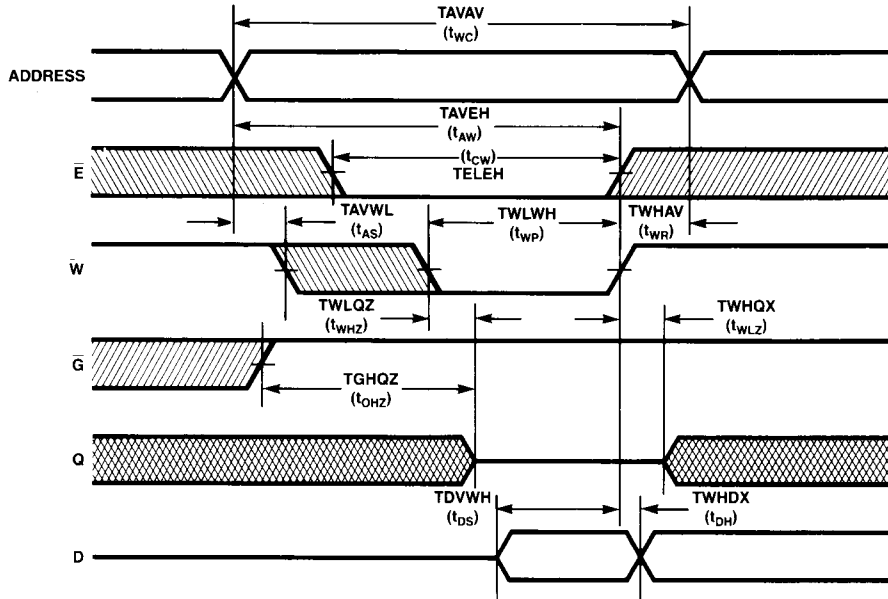 TAVAV
(tWC)
ADDRESS
TAVEH
(tAW)
E̅
(tCW)
TELEH
TAVWL
(tAS)
TWLWH
(tWP)
TWHAV
(tWR)
W̅
TWLQZ
(tWHZ)
TWHQX
(tWLZ)
G̅
TGHQZ
(tOHZ)
Q
TDVWH
(tDS)
TWHDX
(tDH)
D